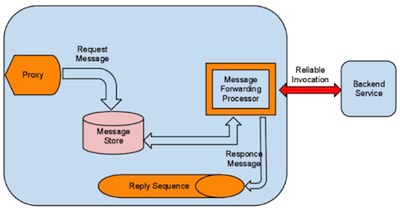 Request
Message
Proxy
Message
Store
Message
Forwarding
Processor
Reliable
Invocation
Backend
Service
Responce
Message
Reply Sequence